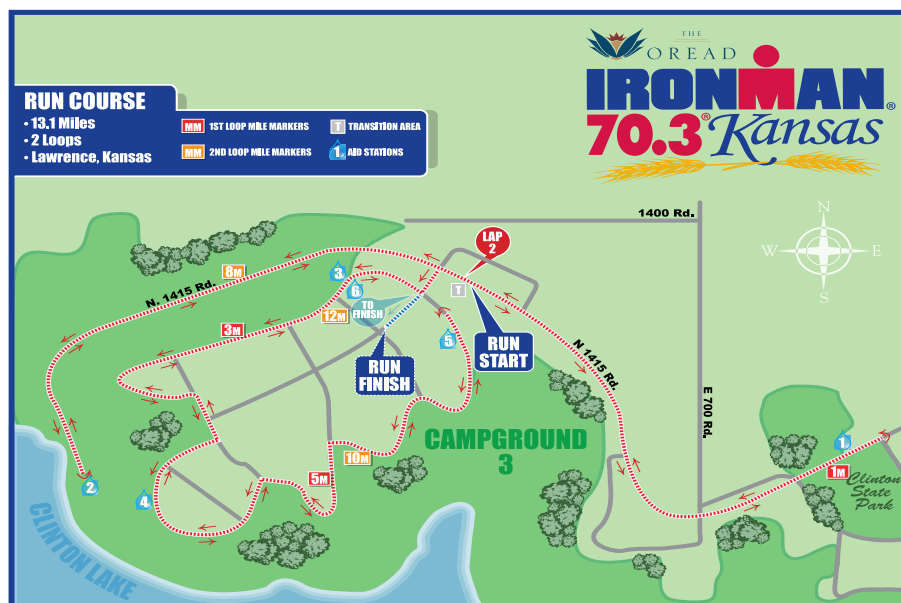 THE
OREAD
IRONMAN®
70.3® Kansas
RUN COURSE
• 13.1 Miles
• 2 Loops
• Lawrence, Kansas
MM 1ST LOOP MILE MARKERS
T TRANSITION AREA
MM 2ND LOOP MILE MARKERS
1 AID STATIONS
1400 Rd.
N
W E
S
LAP
2
8M
3
N. 1415 Rd.
6
T
TO
FINISH
12M
3M
5
RUN
START
RUN
FINISH
N 1415 Rd.
E 700 Rd.
CAMPGROUND
3
10M
5M
1
1M
Clinton
State
Park
2
4
CLINTON LAKE